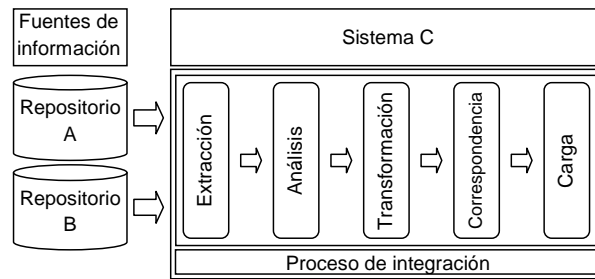 Fuentes de
información
Sistema C
Repositorio
A
Repositorio
B
Extracción
Análisis
Transformación
Correspondencia
Carga
Proceso de integración